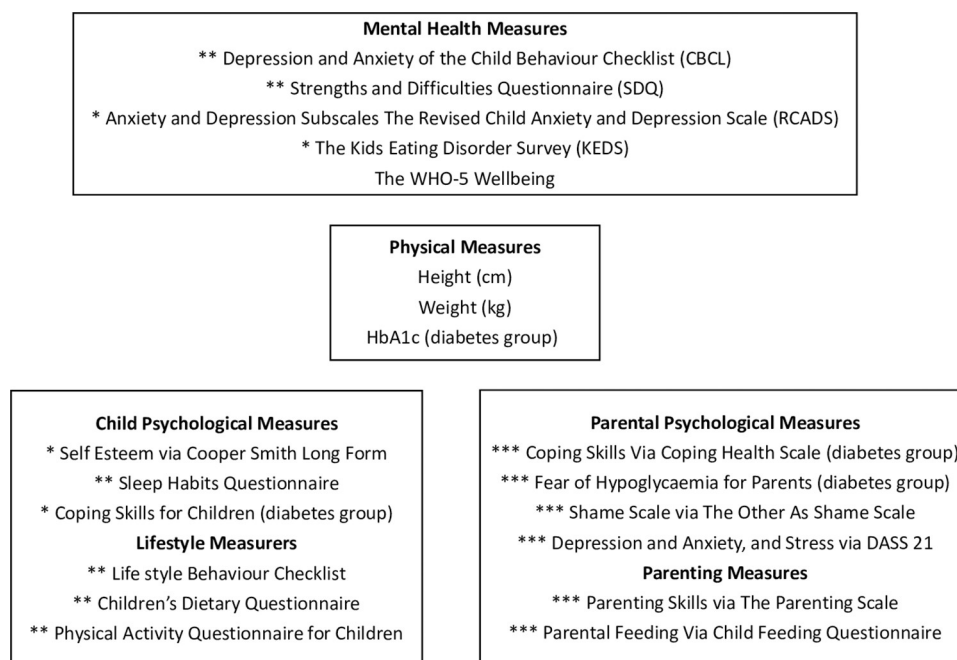 Mental Health Measures
** Depression and Anxiety of the Child Behaviour Checklist (CBCL)
** Strengths and Difficulties Questionnaire (SDQ)
* Anxiety and Depression Subscales The Revised Child Anxiety and Depression Scale (RCADS)
* The Kids Eating Disorder Survey (KEDS)
The WHO-5 Wellbeing
Physical Measures
Height (cm)
Weight (kg)
HbA1c (diabetes group)
Child Psychological Measures
* Self Esteem via Cooper Smith Long Form
** Sleep Habits Questionnaire
* Coping Skills for Children (diabetes group)
Lifestyle Measurers
** Life style Behaviour Checklist
** Children’s Dietary Questionnaire
** Physical Activity Questionnaire for Children
Parental Psychological Measures
*** Coping Skills Via Coping Health Scale (diabetes group)
*** Fear of Hypoglycaemia for Parents (diabetes group)
*** Shame Scale via The Other As Shame Scale
*** Depression and Anxiety, and Stress via DASS 21
Parenting Measures
*** Parenting Skills via The Parenting Scale
*** Parental Feeding Via Child Feeding Questionnaire